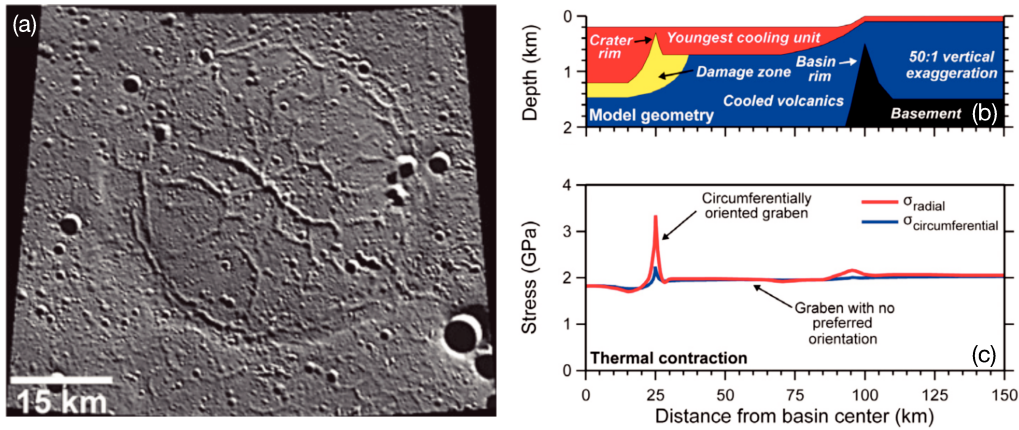 (a)
15 km
0
1
2
Depth (km)
Crater
rim
Youngest cooling unit
Damage zone
Basin
rim
50:1 vertical
exaggeration
Cooled volcanics
Model geometry
Basement
(b)
4
3
2
1
0
Stress (GPa)
Circumferentially
oriented graben
σradial
σcircumferential
Graben with no
preferred
orientation
Thermal contraction
(c)
0 25 50 75 100 125 150
Distance from basin center (km)